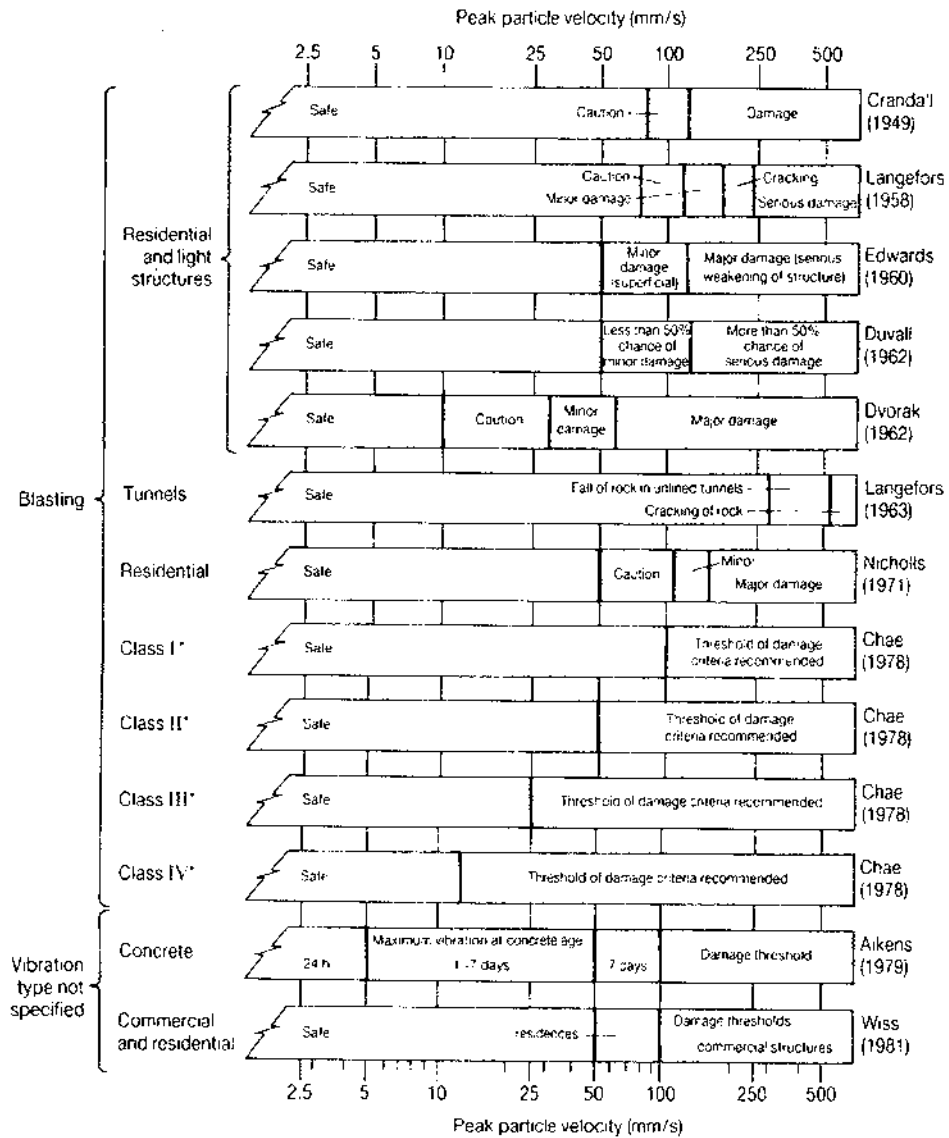 Peak particle velocity (mm/s)
2.5 5 10 25 50 100 250 500
Safe Caution Damage
Crandall
(1949)
Safe
Caution
Minor damage
Cracking
Serious damage
Langefors
(1958)
Residential
and light
structures
Safe
Minor
damage
(superficial)
Major damage (serious
weakening of structure)
Edwards
(1960)
Safe
Less than 50%
chance of
minor damage
More than 50%
chance of
serious damage
Duvall
(1962)
Safe Caution
Minor
damage
Major damage
Dvorak
(1962)
Blasting
Tunnels
Safe
Fall of rock in unlined tunnels
Cracking of rock
Langefors
(1963)
Residential
Safe Caution
Minor
Major damage
Nicholls
(1971)
Class I*
Safe
Threshold of damage
criteria recommended
Chae
(1978)
Class II*
Safe
Threshold of damage
criteria recommended
Chae
(1978)
Class III*
Safe
Threshold of damage criteria recommended
Chae
(1978)
Class IV*
Safe
Threshold of damage criteria recommended
Chae
(1978)
Vibration
type not
specified
Concrete
24 h
Maximum vibration at concrete age
1-7 days
7 days
Damage threshold
Aikens
(1979)
Commercial
and residential
Safe
residences
Damage thresholds
commercial structures
Wiss
(1981)
2.5 5 10 25 50 100 250 500
Peak particle velocity (mm/s)